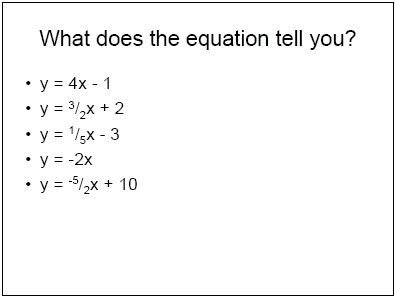 What does the equation tell you?
• y = 4x - 1
• y = 3/2x + 2
• y = 1/5x - 3
• y = -2x
• y = -5/2x + 10